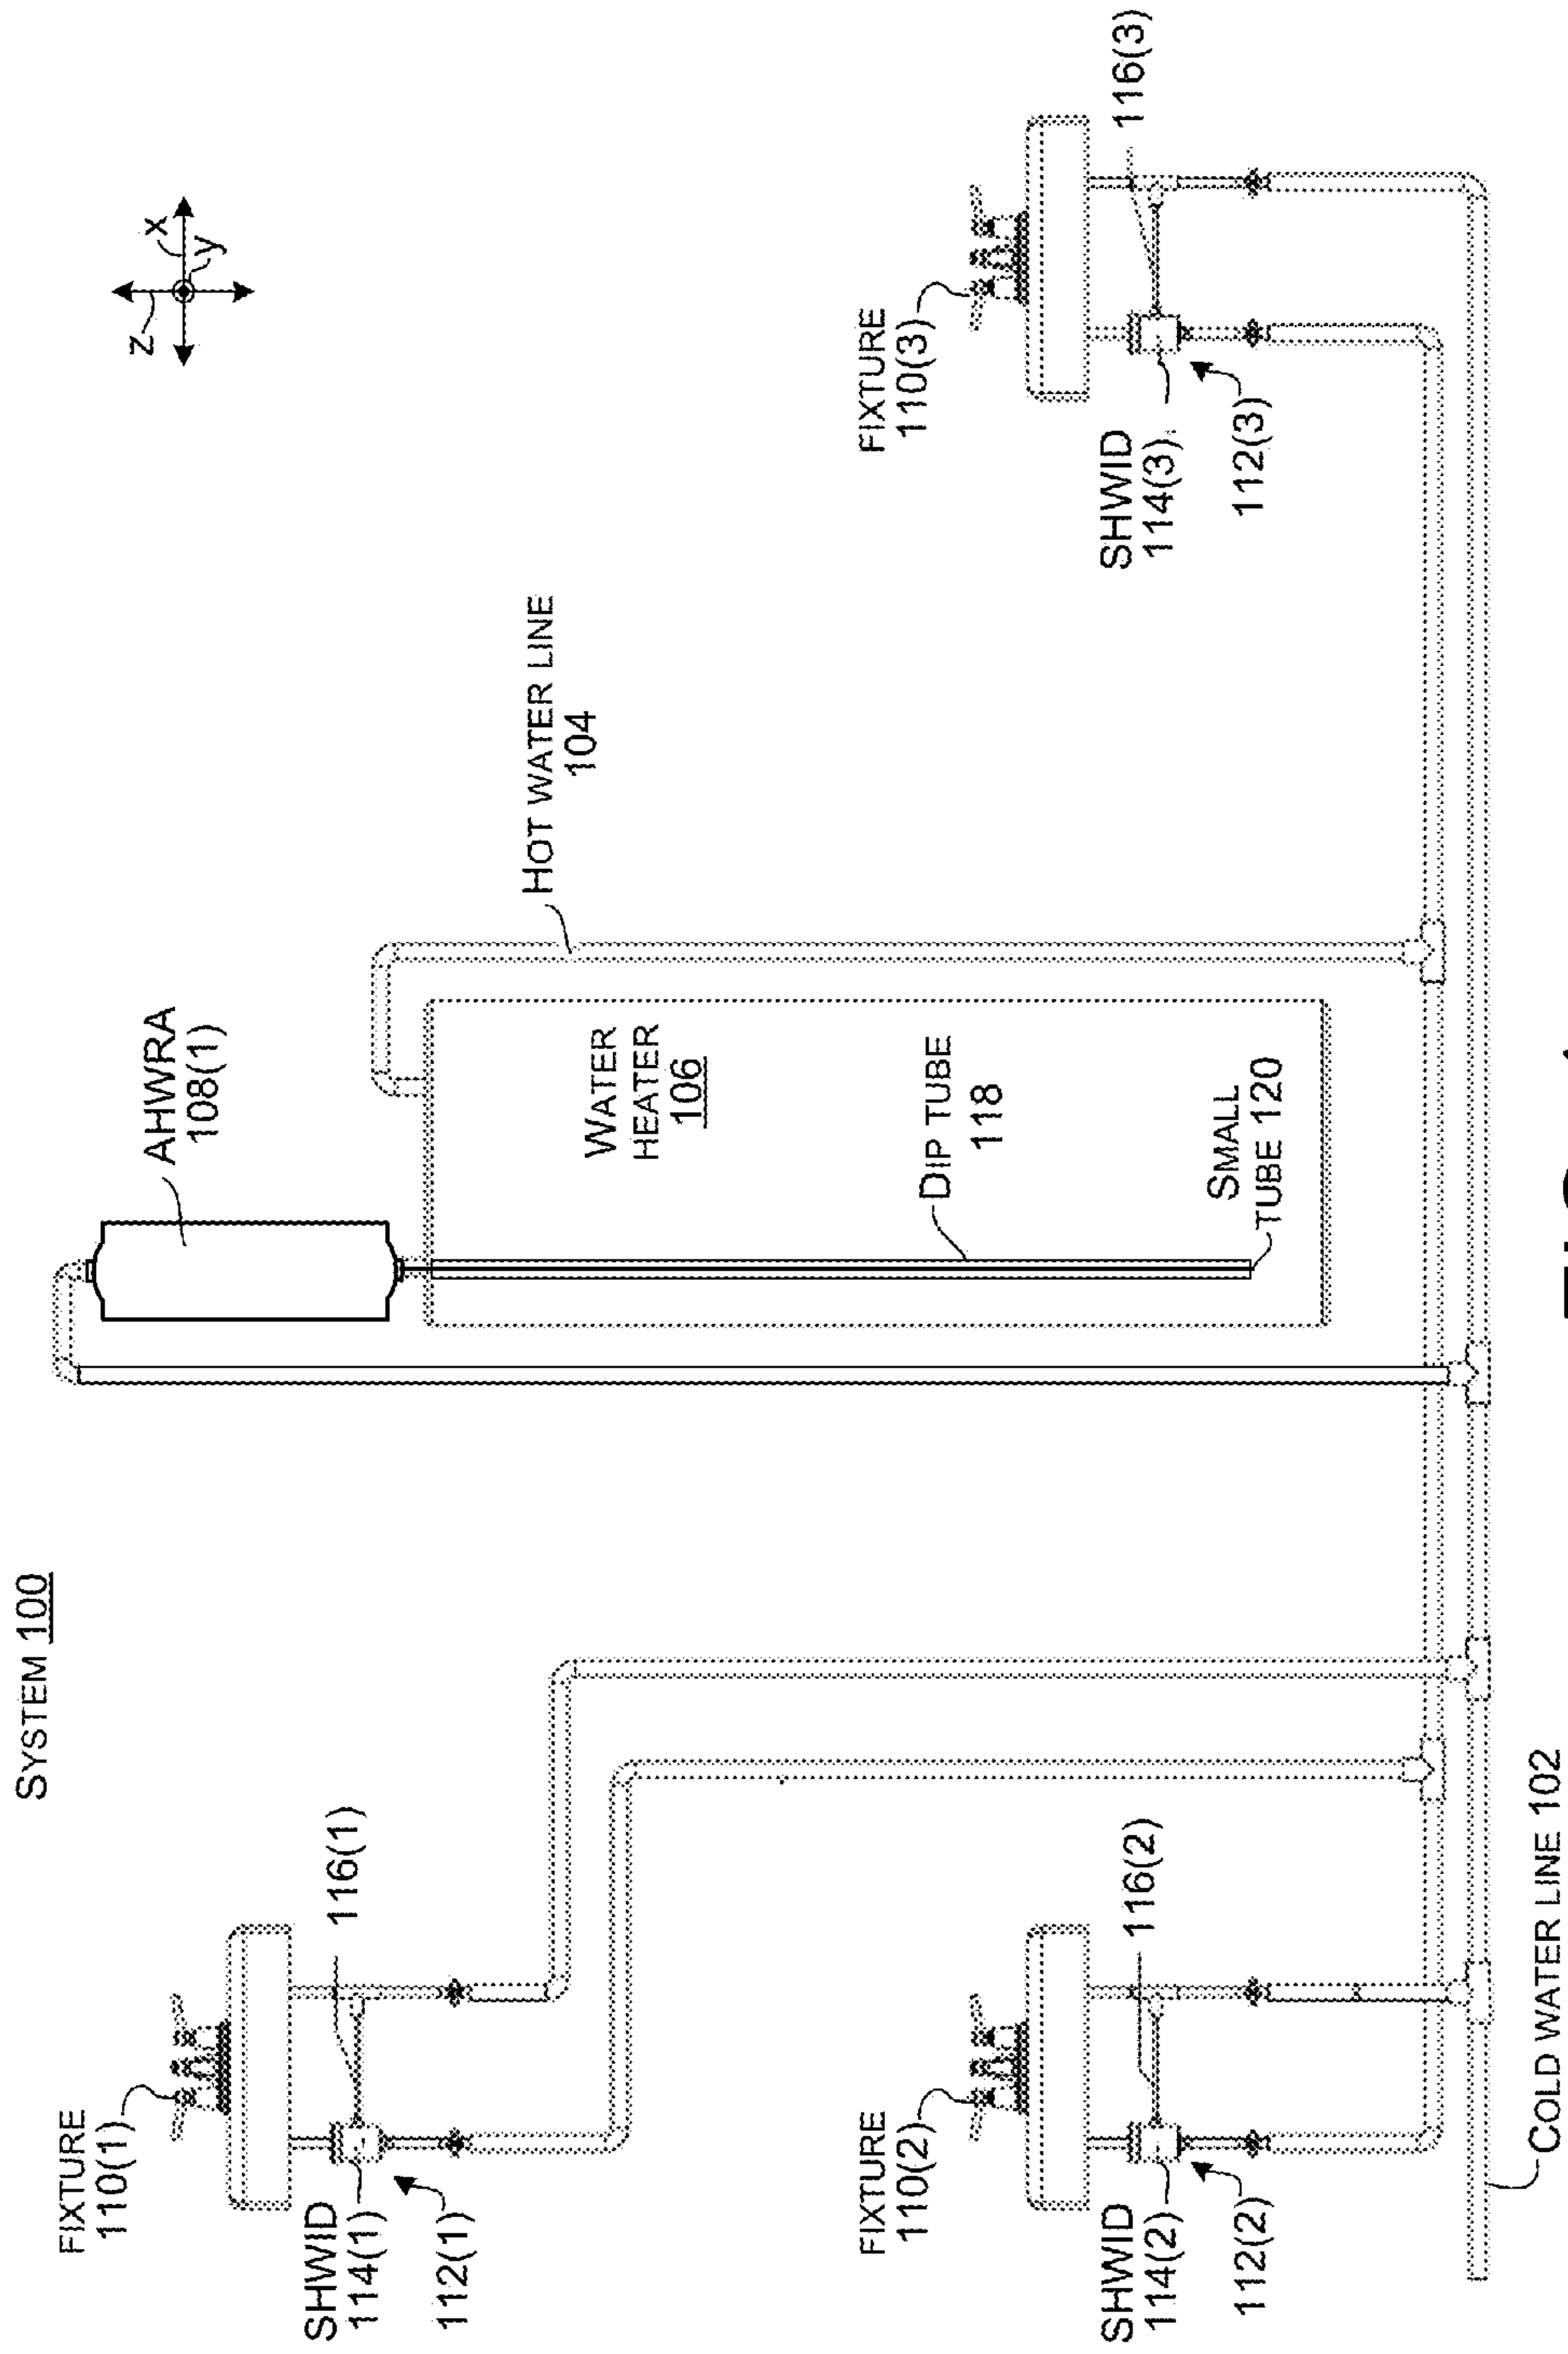 SYSTEM 100
FIXTURE
110(1)
116(1)
SHWID
114(1)
112(1)
AHWRA
108(1)
z
x
y
HOT WATER LINE
104
WATER
HEATER
106
FIXTURE
110(2)
116(2)
SHWID
114(2)
112(2)
DIP TUBE
118
SMALL
TUBE 120
FIXTURE
110(3)
116(3)
SHWID
114(3)
112(3)
COLD WATER LINE 102